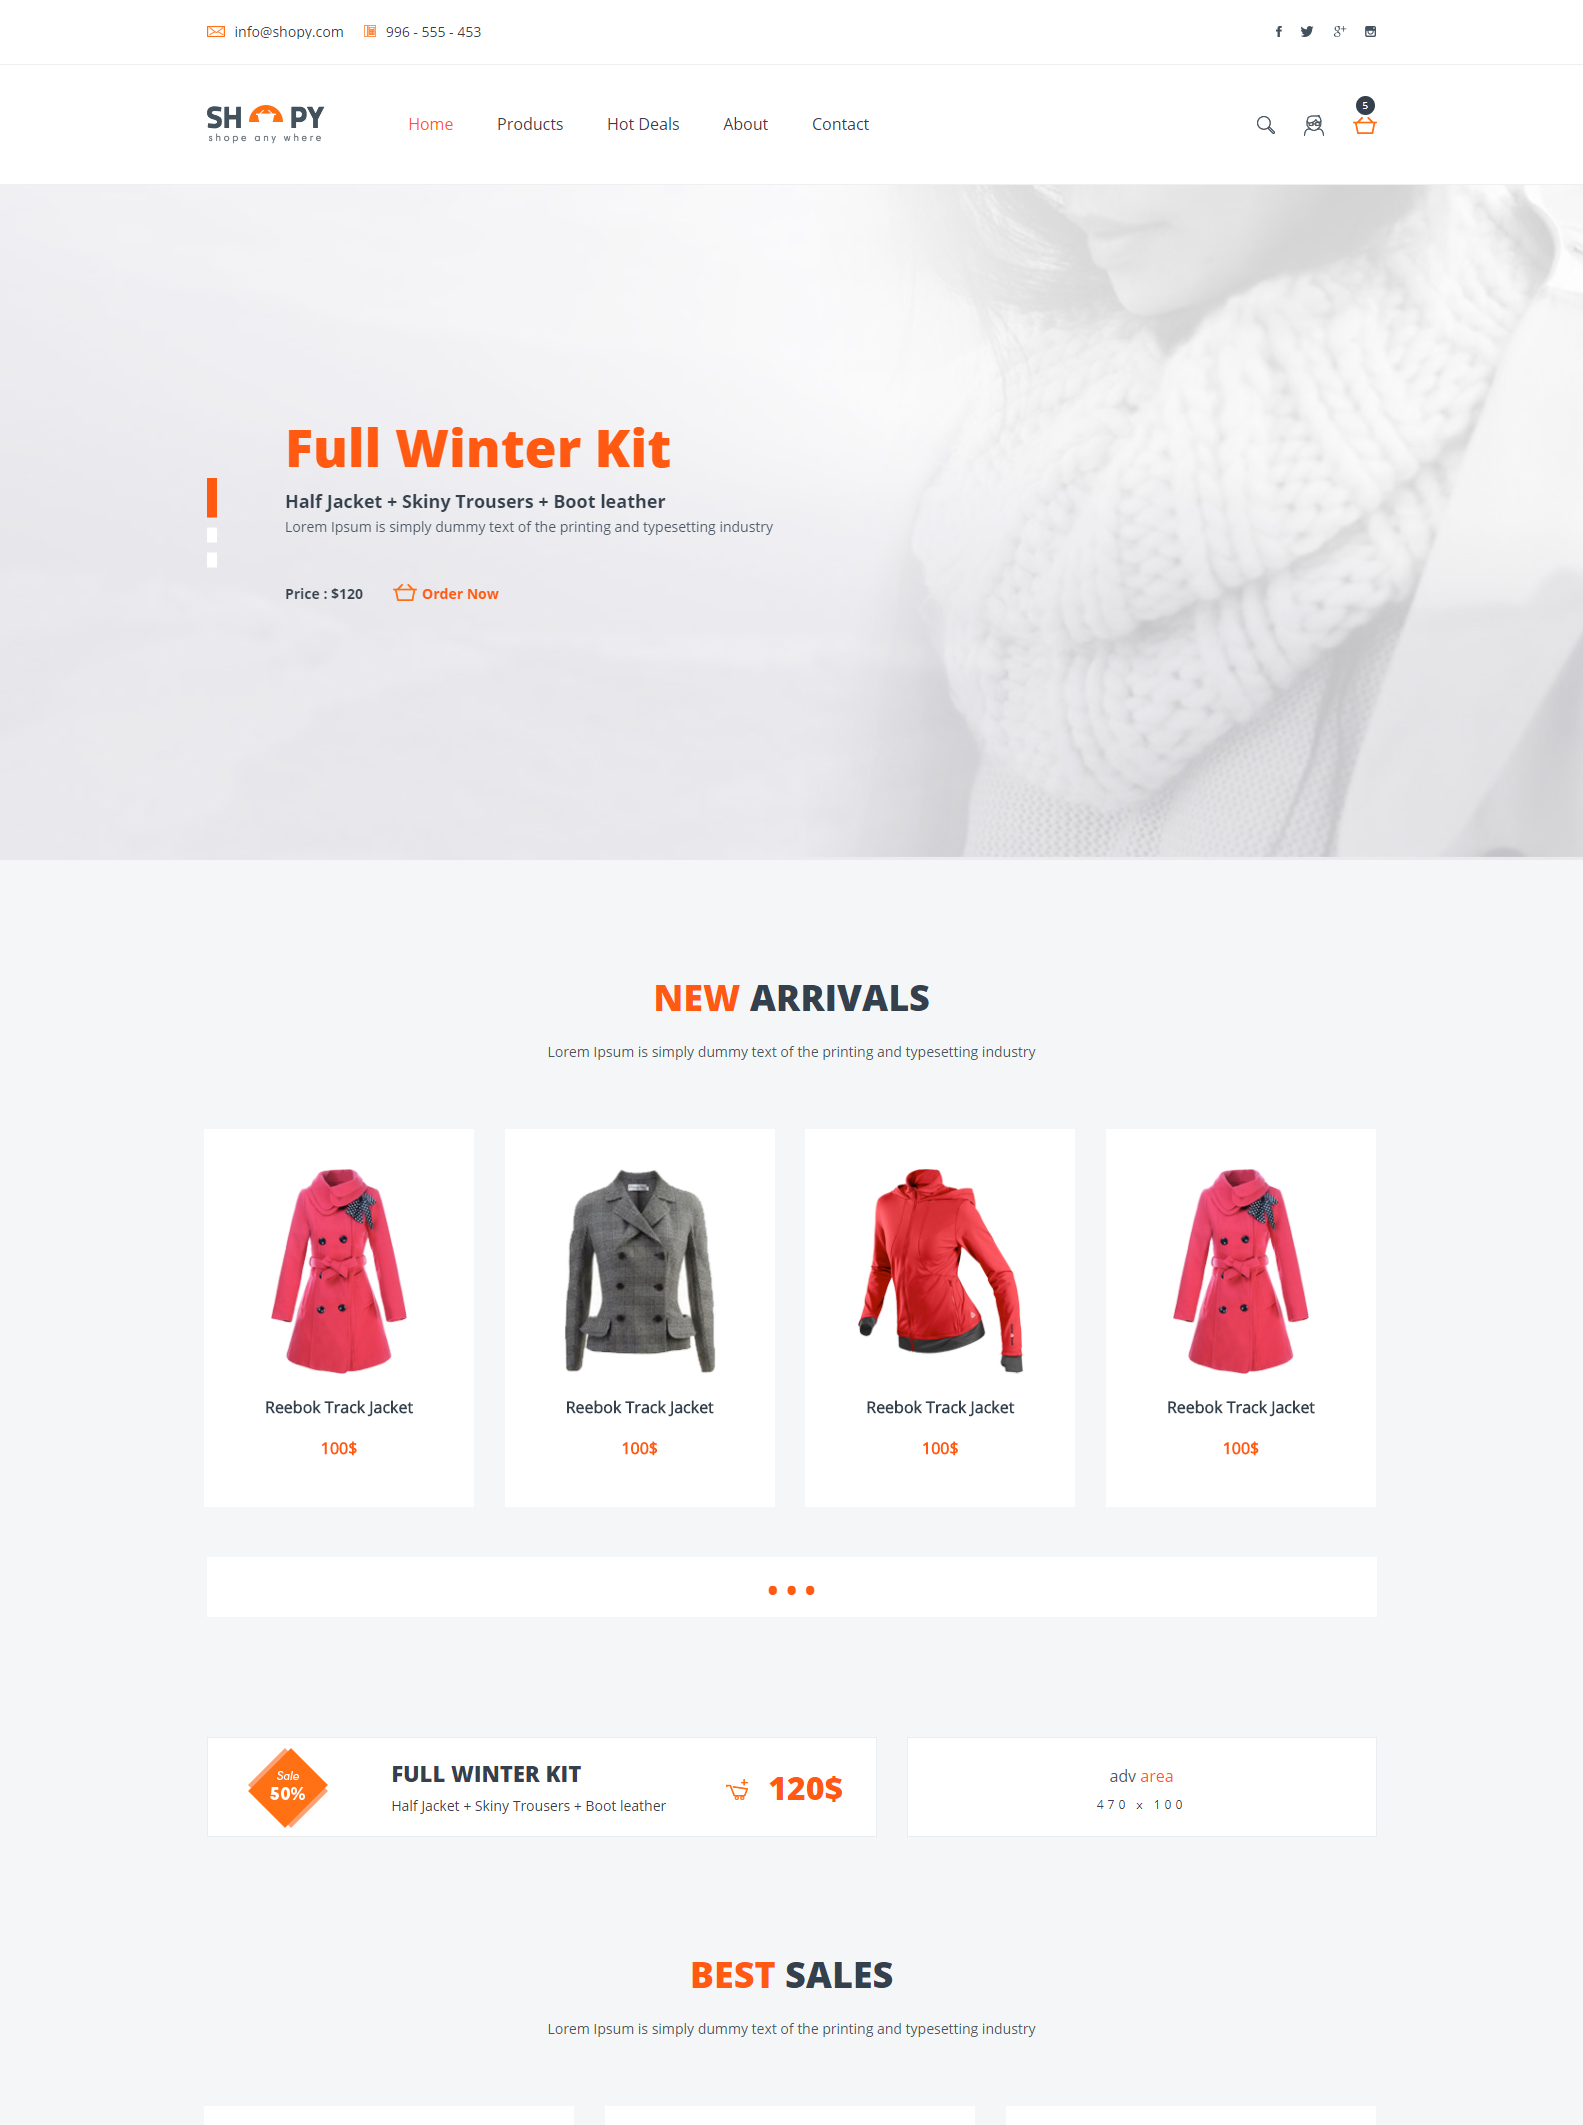 info@shopy.com 996 - 555 - 453
SH PY
shope any where
Home Products Hot Deals About Contact
5
Full Winter Kit
Half Jacket + Skiny Trousers + Boot leather
Lorem Ipsum is simply dummy text of the printing and typesetting industry
Price : $120 Order Now
NEW ARRIVALS
Lorem Ipsum is simply dummy text of the printing and typesetting industry
Reebok Track Jacket
100$
Reebok Track Jacket
100$
Reebok Track Jacket
100$
Reebok Track Jacket
100$
Sale
50%
FULL WINTER KIT
Half Jacket + Skiny Trousers + Boot leather
120$
adv area
470 x 100
BEST SALES
Lorem Ipsum is simply dummy text of the printing and typesetting industry